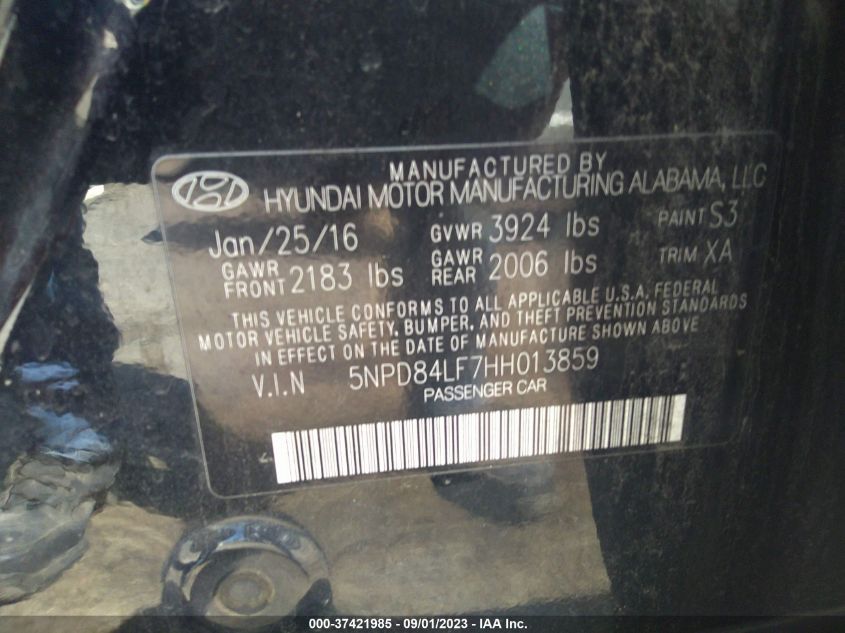 MANUFACTURED BY
HYUNDAI MOTOR MANUFACTURING ALABAMA, LLC
Jan/25/16 GVWR 3924 lbs PAINT S3
GAWR FRONT 2183 lbs GAWR REAR 2006 lbs TRIM XA
THIS VEHICLE CONFORMS TO ALL APPLICABLE U.S.A. FEDERAL
MOTOR VEHICLE SAFETY, BUMPER, AND THEFT PREVENTION STANDARDS
IN EFFECT ON THE DATE OF MANUFACTURE SHOWN ABOVE
V.I.N 5NPD84LF7HH013859
PASSENGER CAR
000-37421985 - 09/01/2023 - IAA Inc.